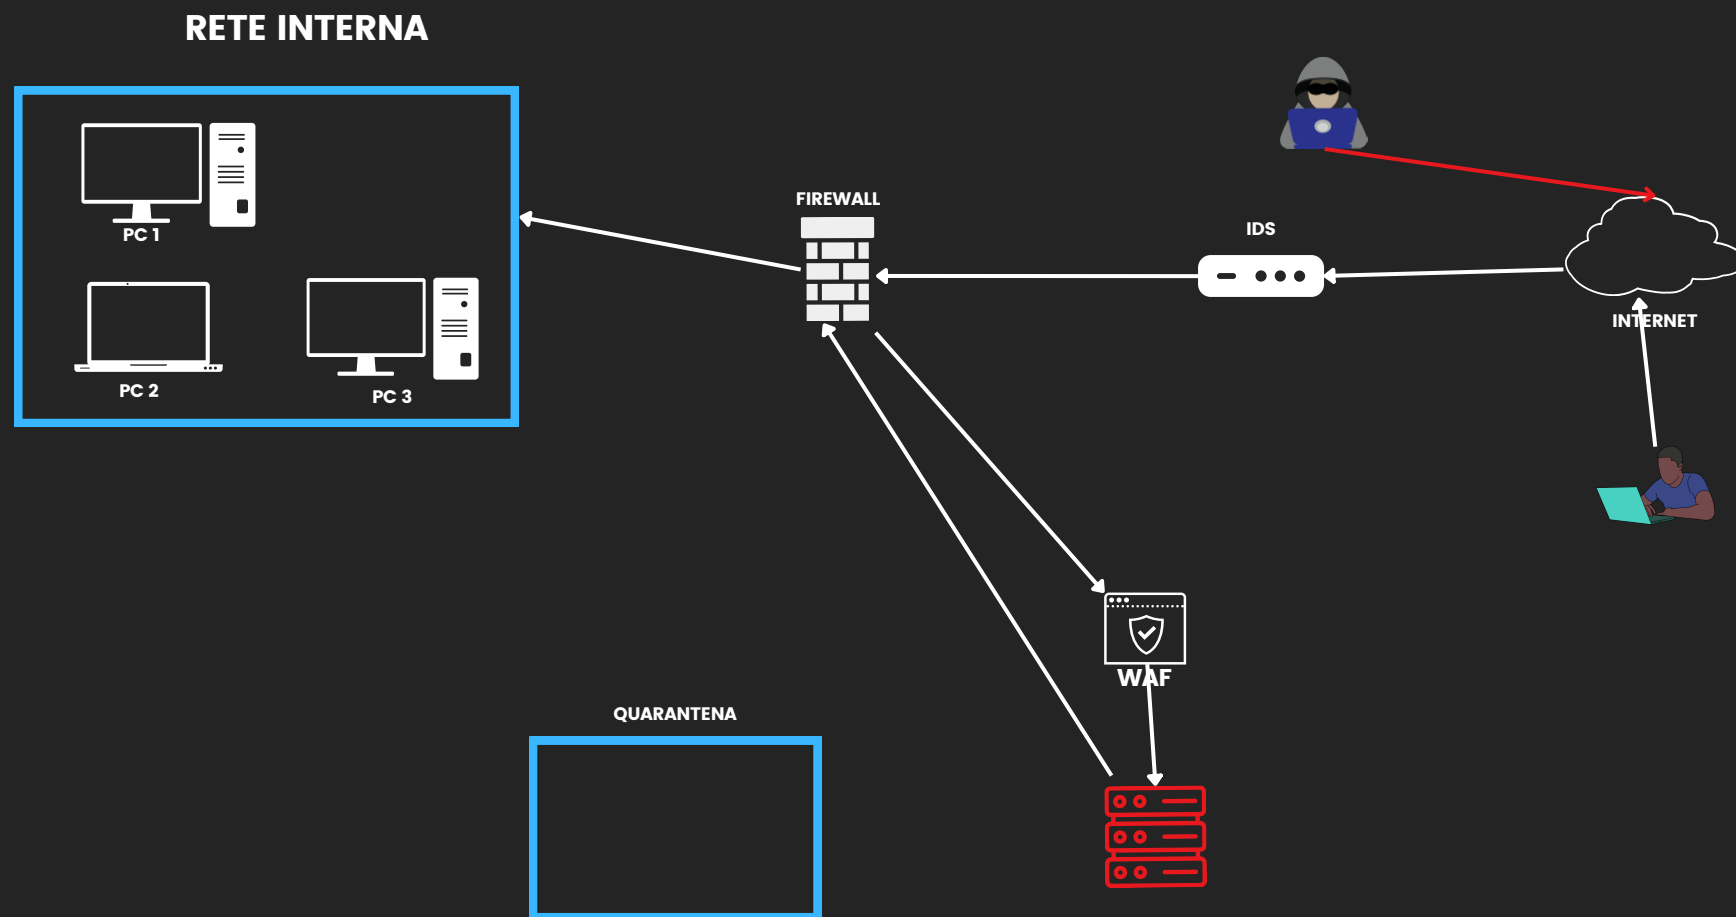 RETE INTERNA
FIREWALL
IDS
PC 1
INTERNET
PC 2
PC 3
WAF
QUARANTENA